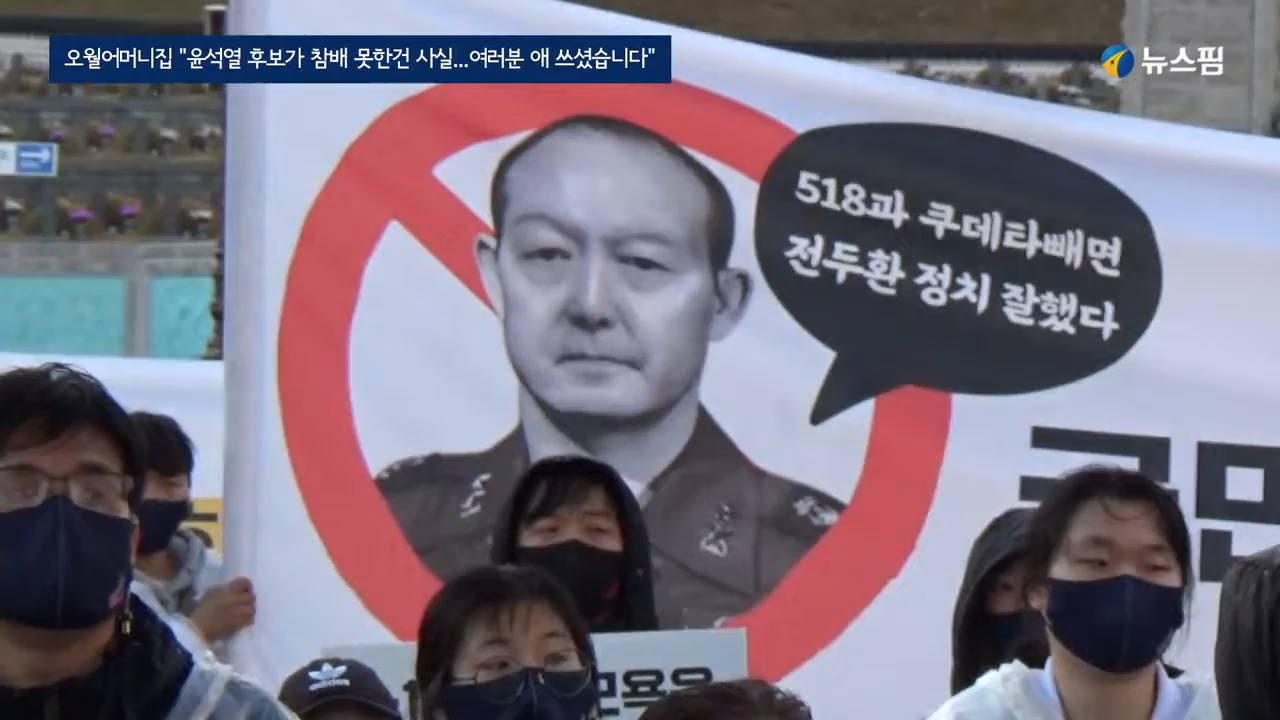 오월어머니집 "윤석열 후보가 참배 못한건 사실...여러분 애 쓰셨습니다"
뉴스핌
518과 쿠데타빼면
전두환 정치 잘했다
adidas